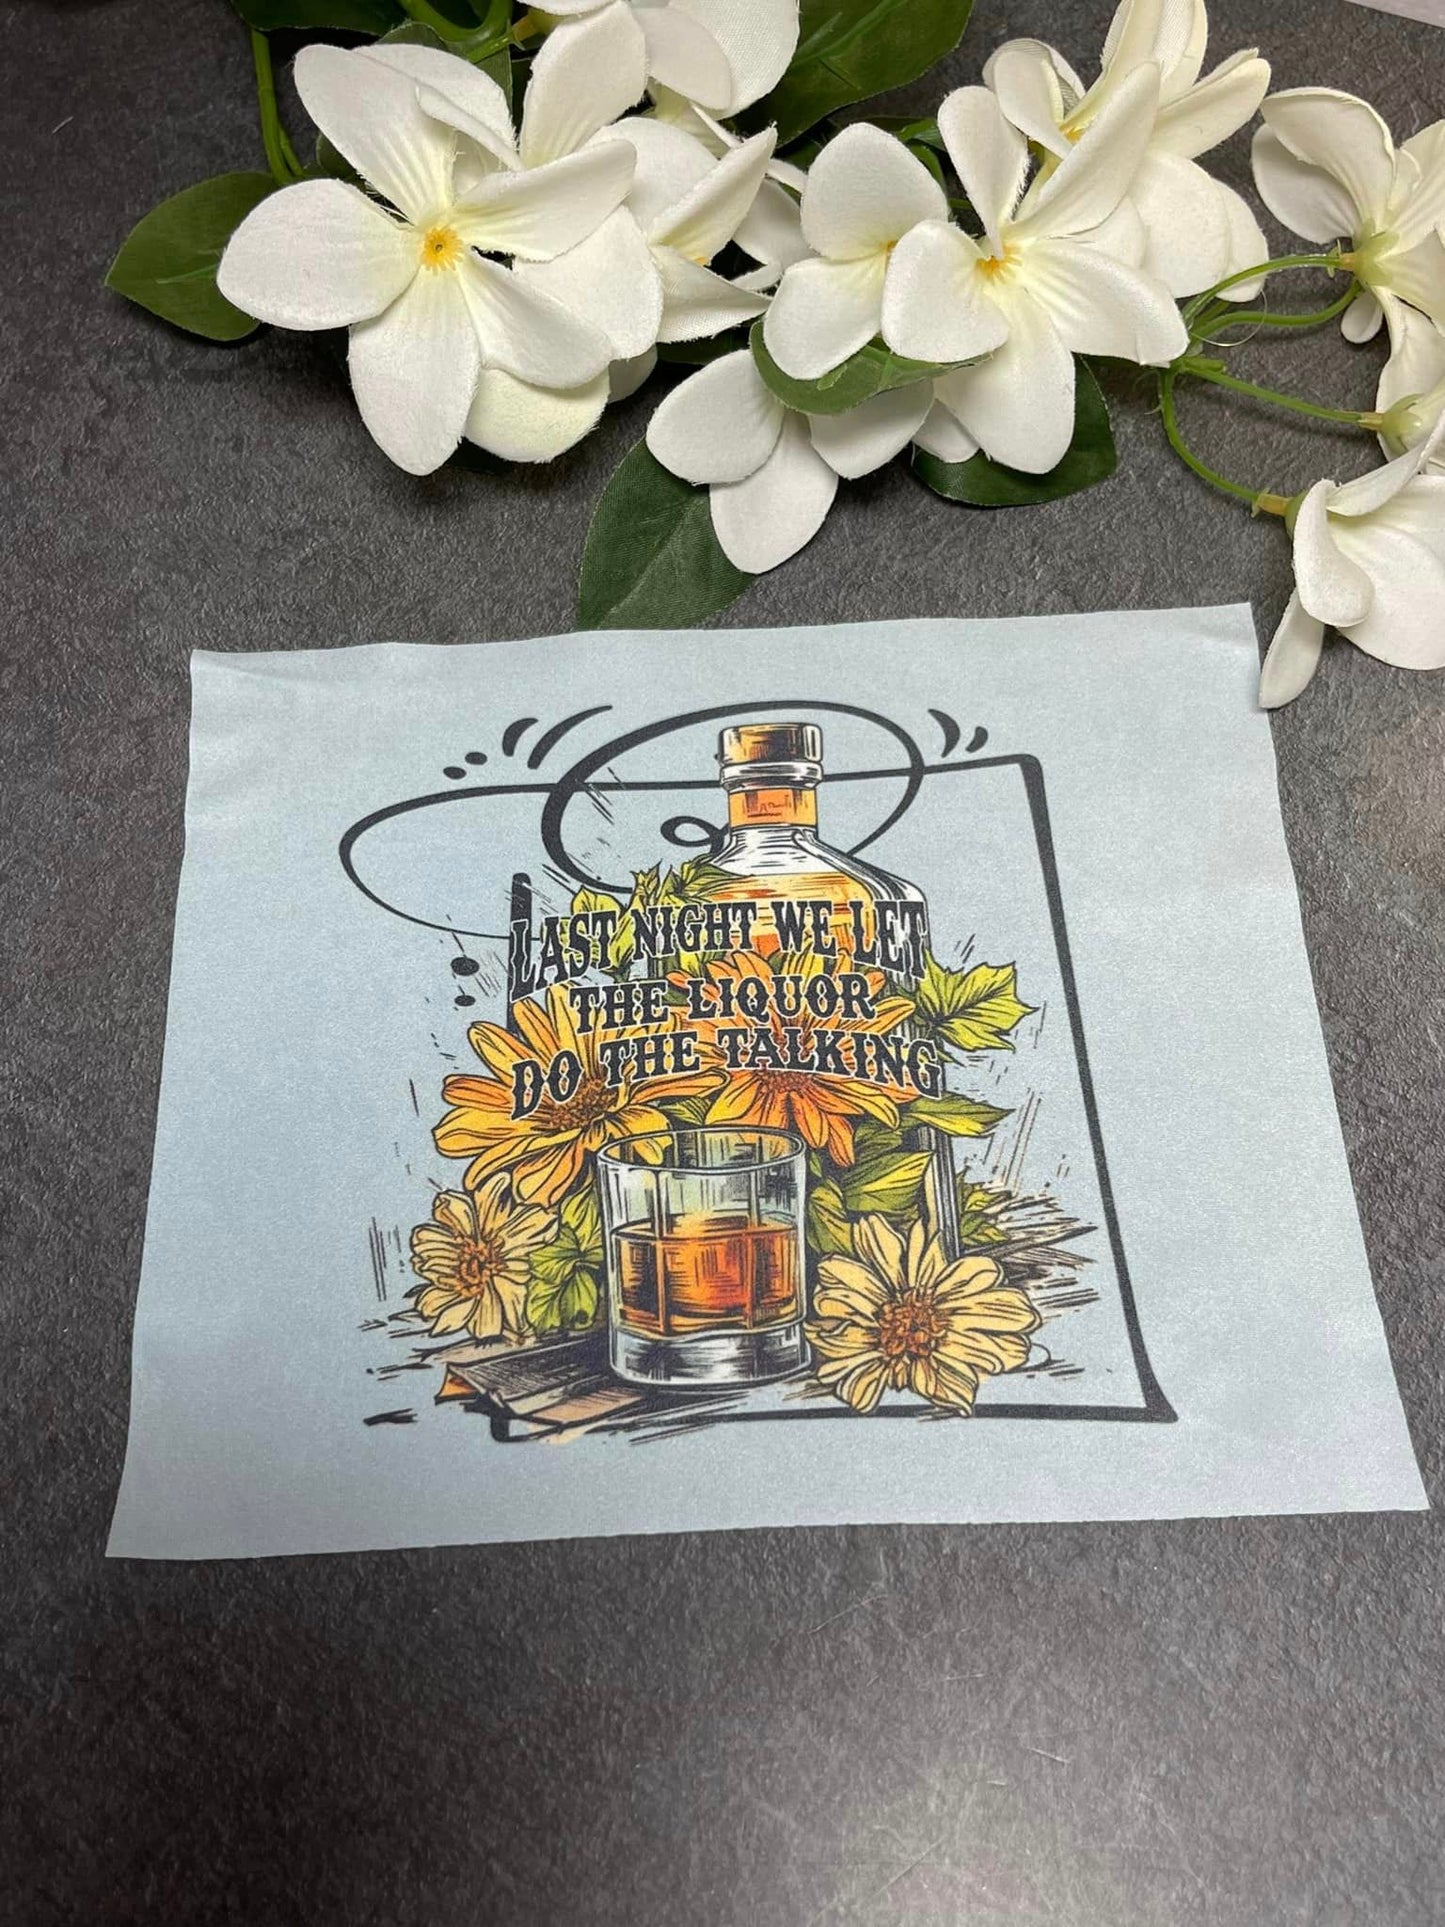 LAST NIGHT WE LET
THE LIQUOR
DO THE TALKING